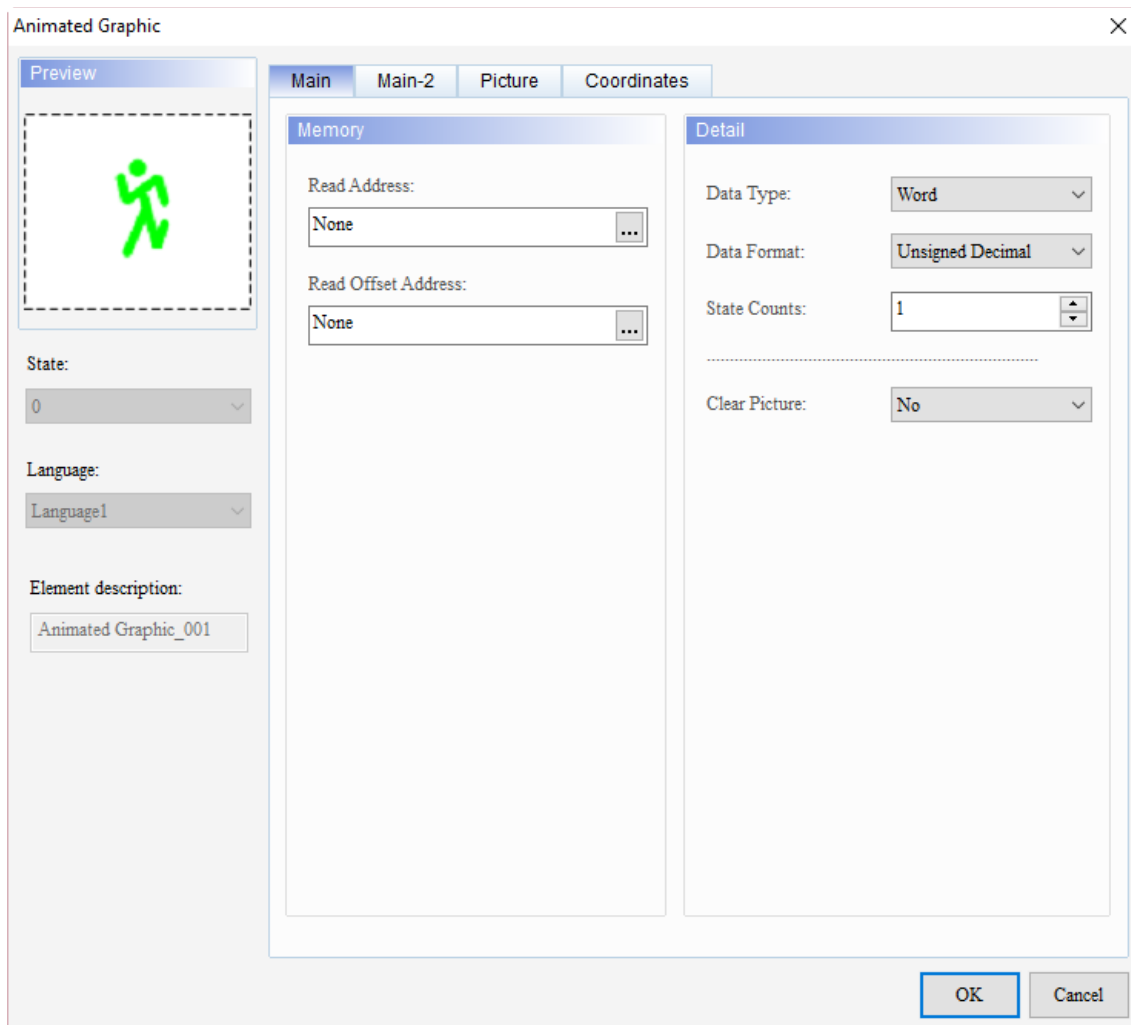 Animated Graphic
Preview
State:
0
Language:
Language1
Element description:
Animated Graphic_001
Main Main-2 Picture Coordinates
Memory
Read Address:
None
...
Read Offset Address:
None
...
Detail
Data Type: Word
Data Format: Unsigned Decimal
State Counts: 1
Clear Picture: No
OK Cancel